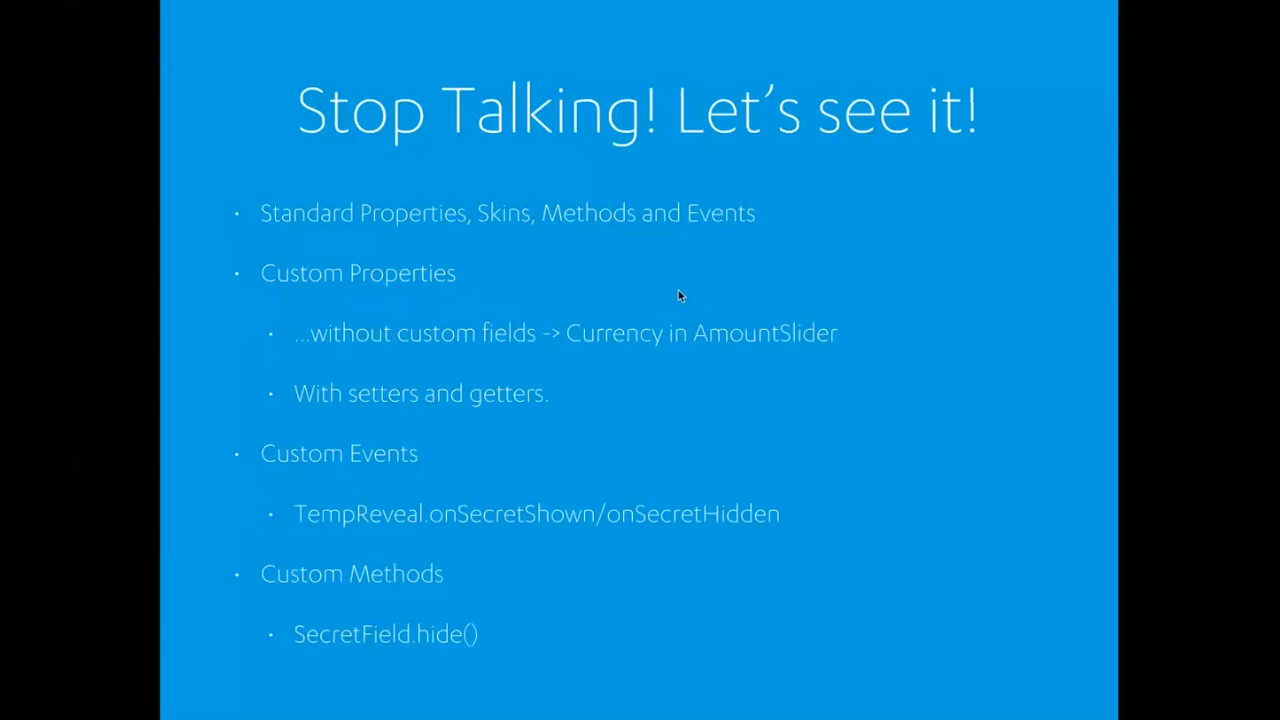 Stop Talking! Let’s see it!
· Standard Properties, Skins, Methods and Events
· Custom Properties
· ...without custom fields -> Currency in AmountSlider
· With setters and getters.
· Custom Events
· TempReveal.onSecretShown/onSecretHidden
· Custom Methods
· SecretField.hide()